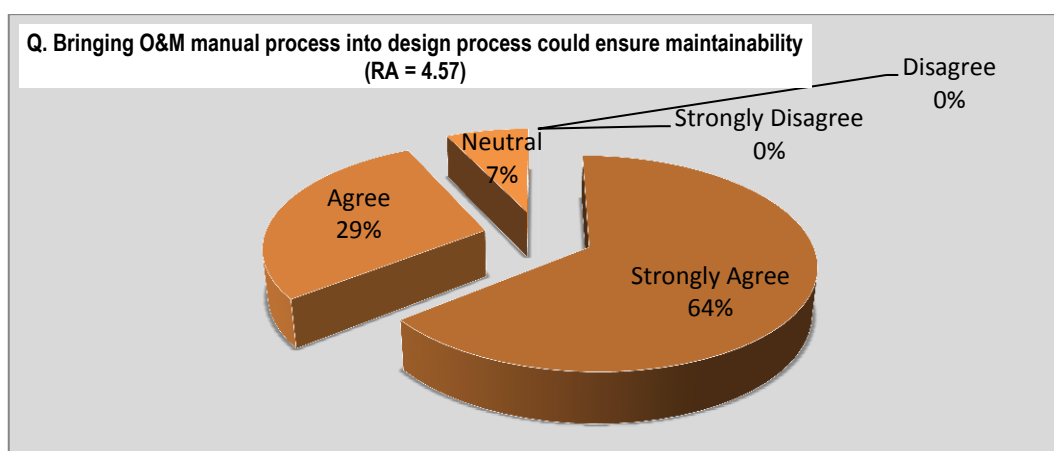 Q. Bringing O&M manual process into design process could ensure maintainability
(RA = 4.57)
Disagree
0%
Strongly Disagree
0%
Neutral
7%
Agree
29%
Strongly Agree
64%